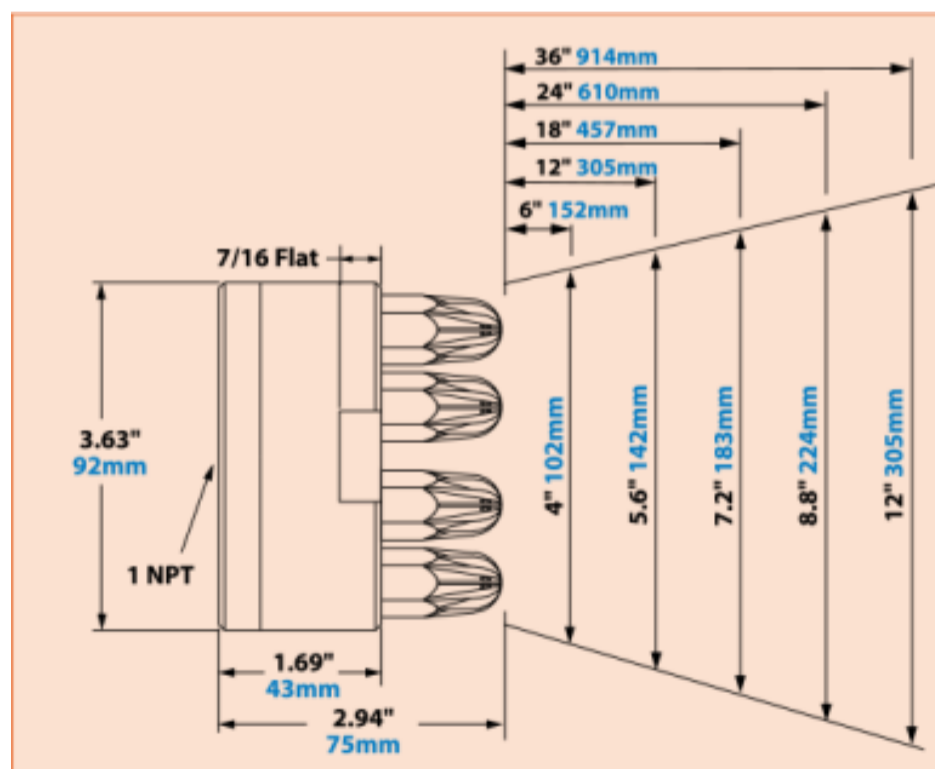 36" 914mm
24" 610mm
18" 457mm
12" 305mm
6" 152mm
7/16 Flat
3.63"
92mm
1 NPT
4" 102mm
5.6" 142mm
7.2" 183mm
8.8" 224mm
12" 305mm
1.69"
43mm
2.94"
75mm